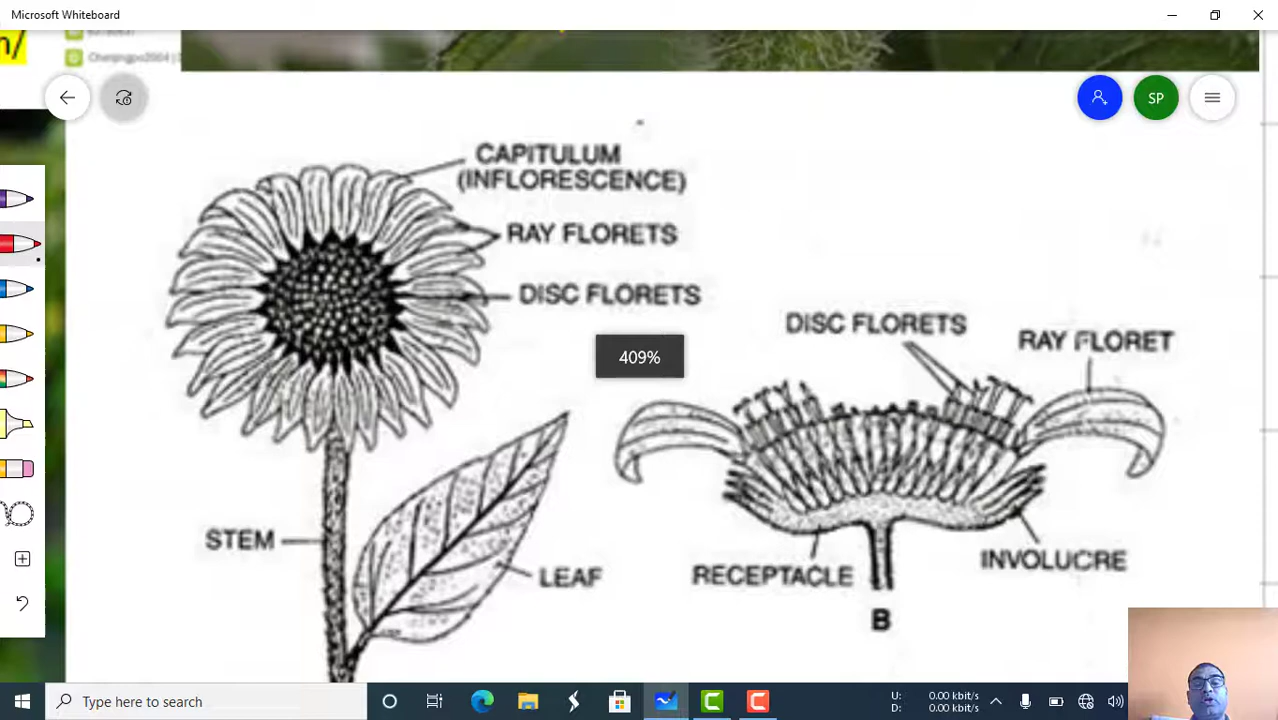 Microsoft Whiteboard
n/
Chenjingpo2004 |
SP
CAPITULUM
(INFLORESCENCE)
RAY FLORETS
DISC FLORETS
DISC FLORETS
RAY FLORET
409%
STEM
LEAF
RECEPTACLE
INVOLUCRE
B
Type here to search
U: 0.00 kbit/s
D: 0.00 kbit/s